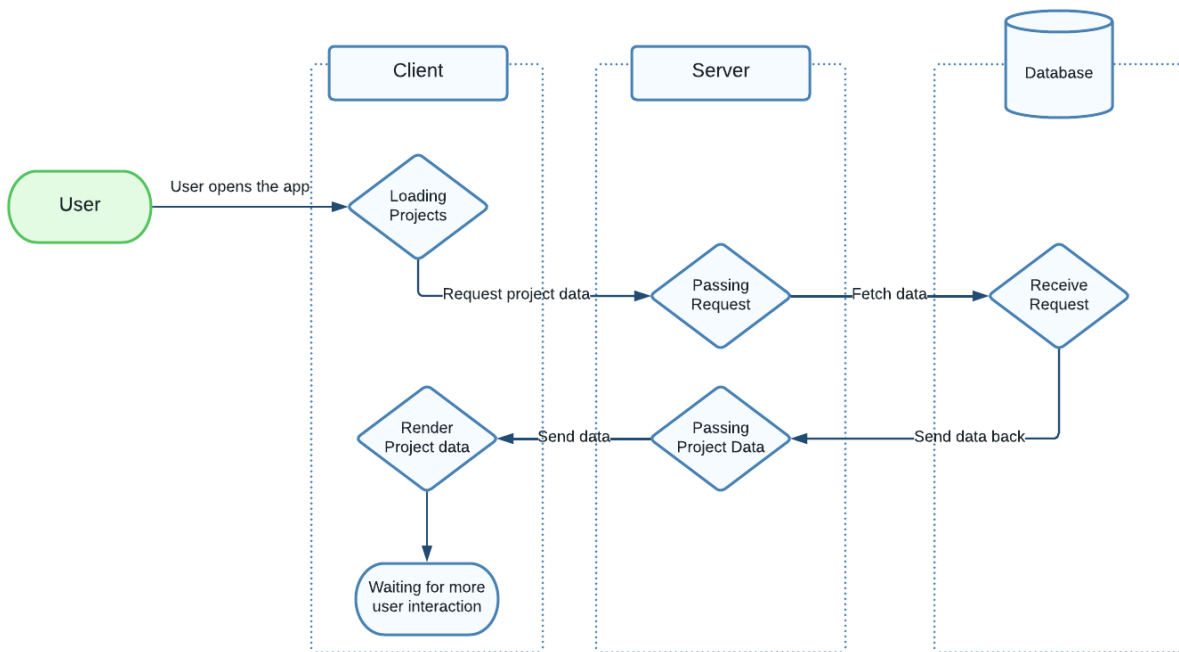 Client
Server
Database
User
User opens the app
Loading
Projects
Request project data
Passing
Request
Fetch data
Receive
Request
Render
Project data
Send data
Passing
Project Data
Send data back
Waiting for more
user interaction